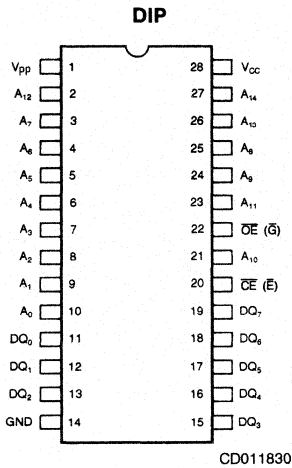 DIP
VPP 1 28 VCC
A12 2 27 A14
A7 3 26 A13
A6 4 25 A8
A5 5 24 A9
A4 6 23 A11
A3 7 22 O̅E̅ (G̅)
A2 8 21 A10
A1 9 20 C̅E̅ (E̅)
A0 10 19 DQ7
DQ0 11 18 DQ6
DQ1 12 17 DQ5
DQ2 13 16 DQ4
GND 14 15 DQ3
CD011830